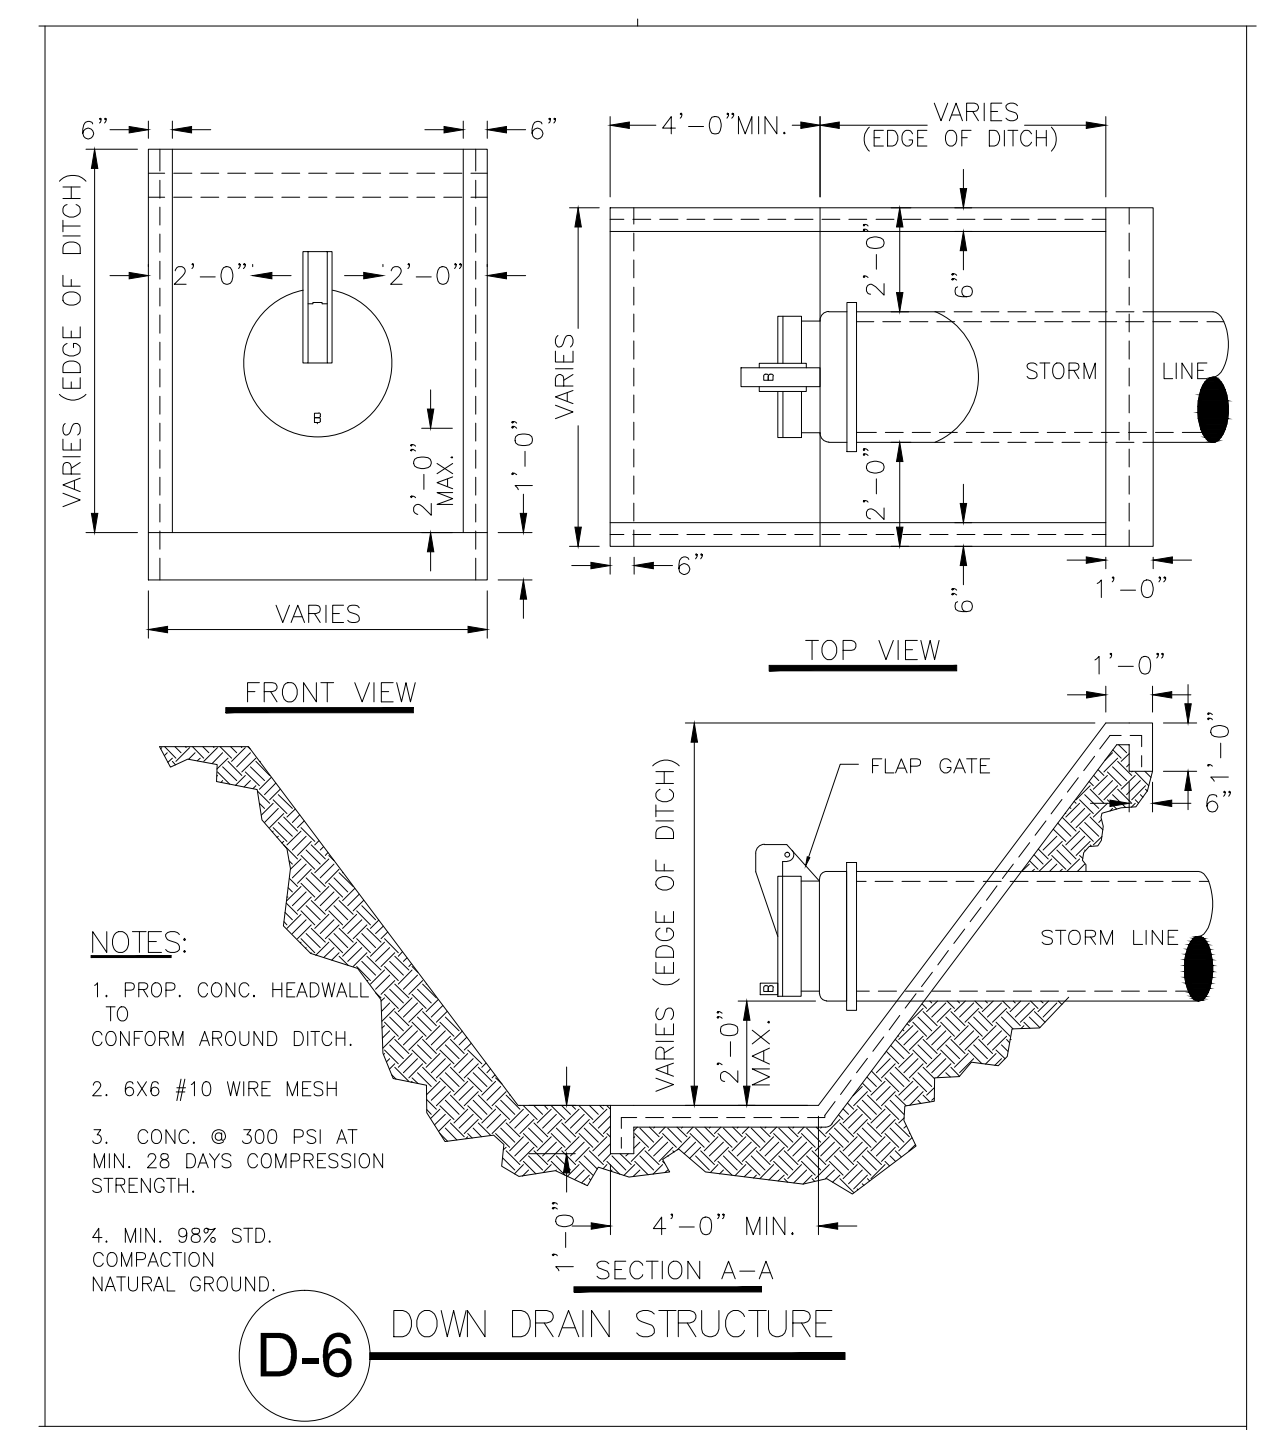 6"
6"
VARIES (EDGE OF DITCH)
2'-0"
2'-0"
B
2'-0"
MAX.
1'-0"
VARIES
FRONT VIEW
4'-0"MIN.
VARIES
(EDGE OF DITCH)
2'-0"
6"
VARIES
B
STORM LINE
2'-0"
6"
6"
1'-0"
TOP VIEW
1'-0"
1'-0"
6"
FLAP GATE
VARIES (EDGE OF DITCH)
STORM LINE
B
2'-0"
MAX.
1'-0"
4'-0" MIN.
SECTION A-A
NOTES:
1. PROP. CONC. HEADWALL
TO
CONFORM AROUND DITCH.
2. 6X6 #10 WIRE MESH
3. CONC. @ 300 PSI AT
MIN. 28 DAYS COMPRESSION
STRENGTH.
4. MIN. 98% STD.
COMPACTION
NATURAL GROUND.
D-6
DOWN DRAIN STRUCTURE